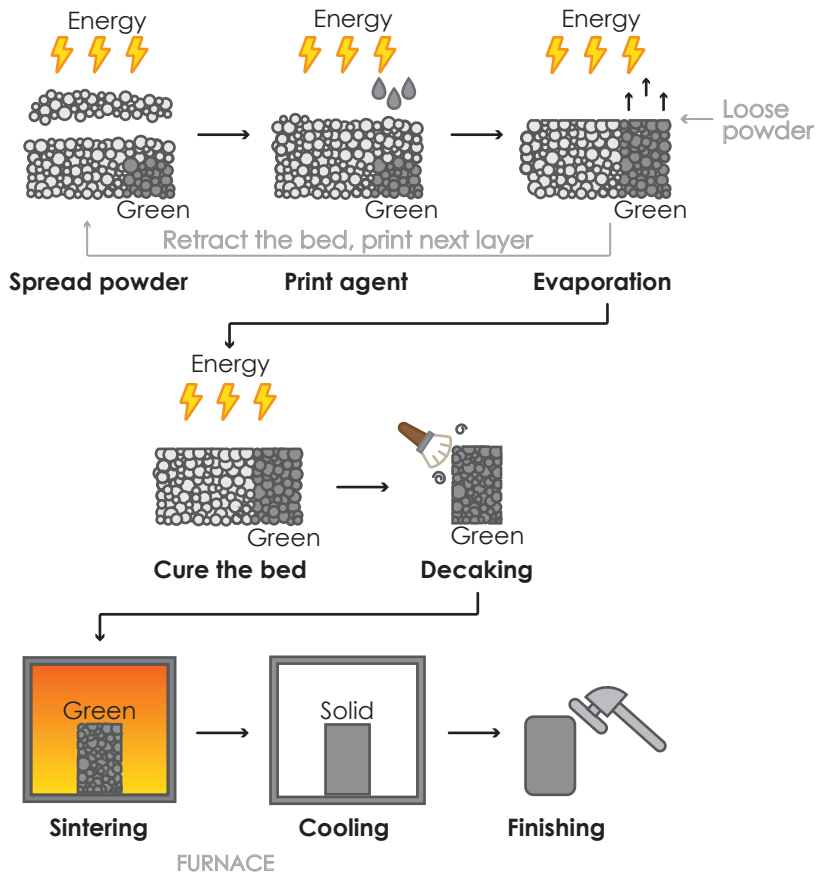 Energy
Energy
Energy
Loose
powder
Green
Green
Green
Retract the bed, print next layer
Spread powder
Print agent
Evaporation
Energy
Green
Green
Cure the bed
Decaking
Green
Solid
Sintering
Cooling
Finishing
FURNACE